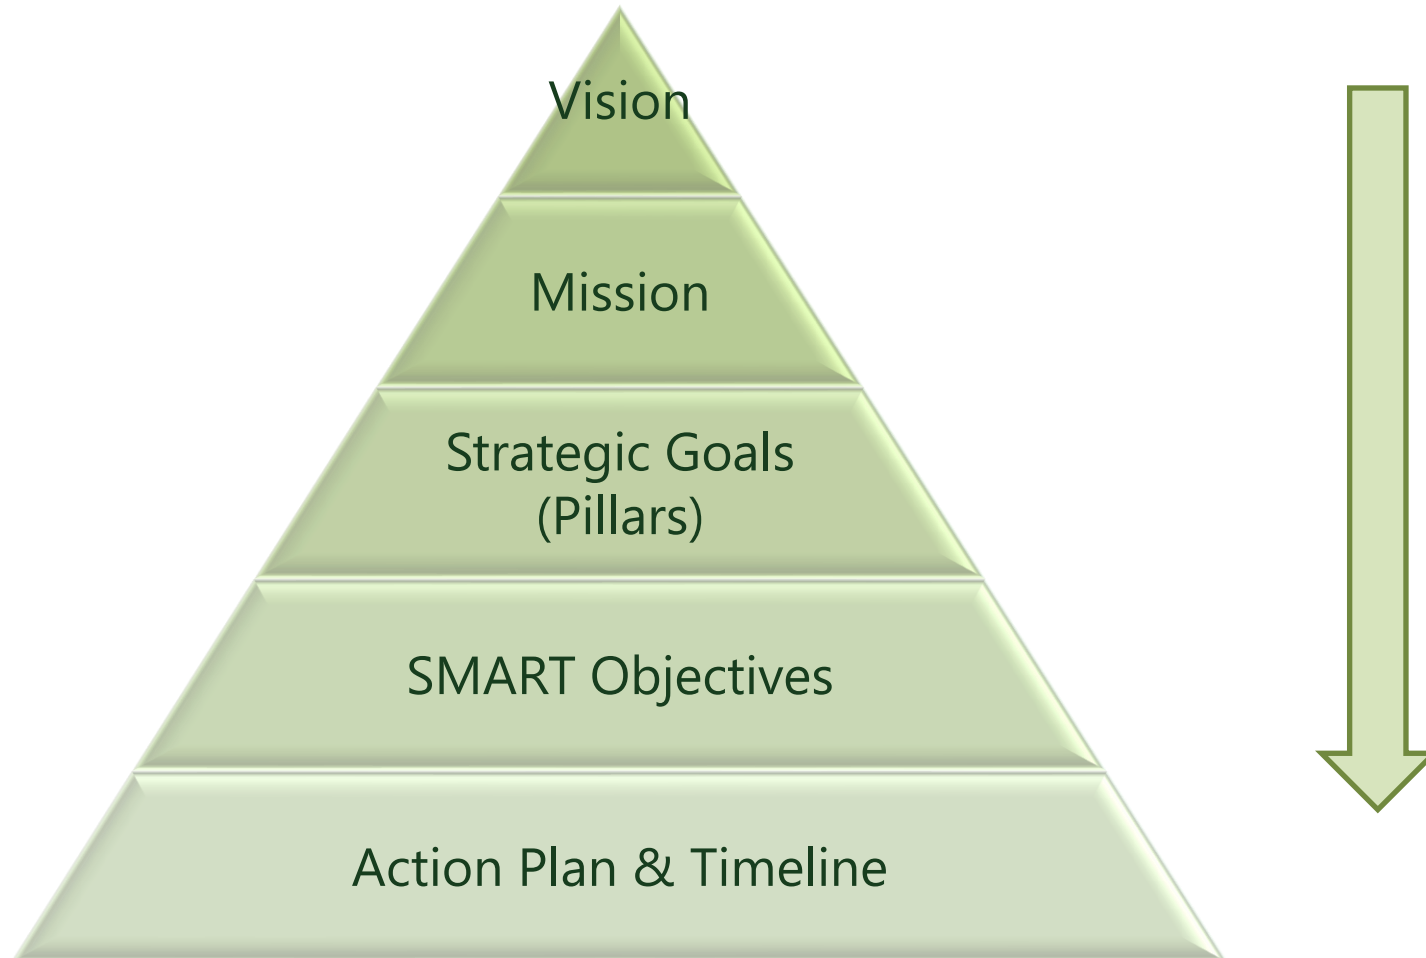 Vision
Mission
Strategic Goals
(Pillars)
SMART Objectives
Action Plan & Timeline